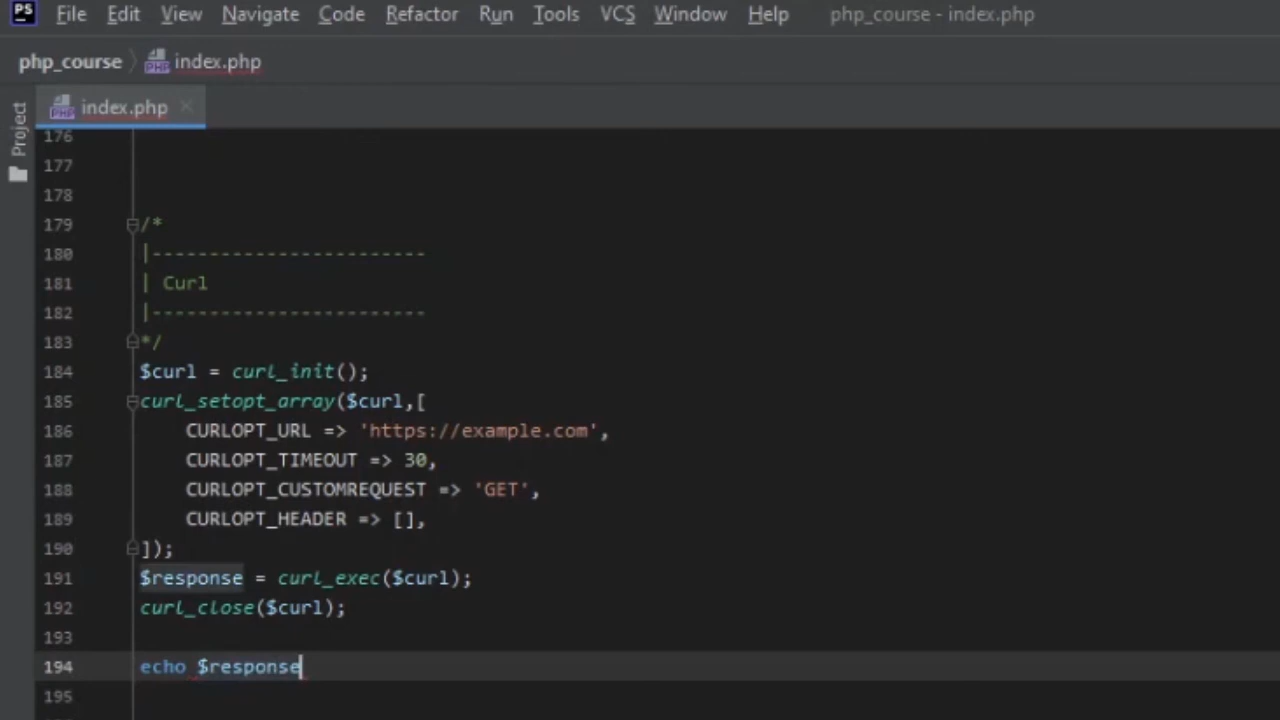 PS File Edit View Navigate Code Refactor Run Tools VCS Window Help php_course - index.php
php_course index.php
Project
index.php
176
177
178
179 /*
180 |------------------------
181 | Curl
182 |------------------------
183 */
184 $curl = curl_init();
185 curl_setopt_array($curl,[
186 CURLOPT_URL => 'https://example.com',
187 CURLOPT_TIMEOUT => 30,
188 CURLOPT_CUSTOMREQUEST => 'GET',
189 CURLOPT_HEADER => [],
190 ]);
191 $response = curl_exec($curl);
192 curl_close($curl);
193
194 echo $response
195